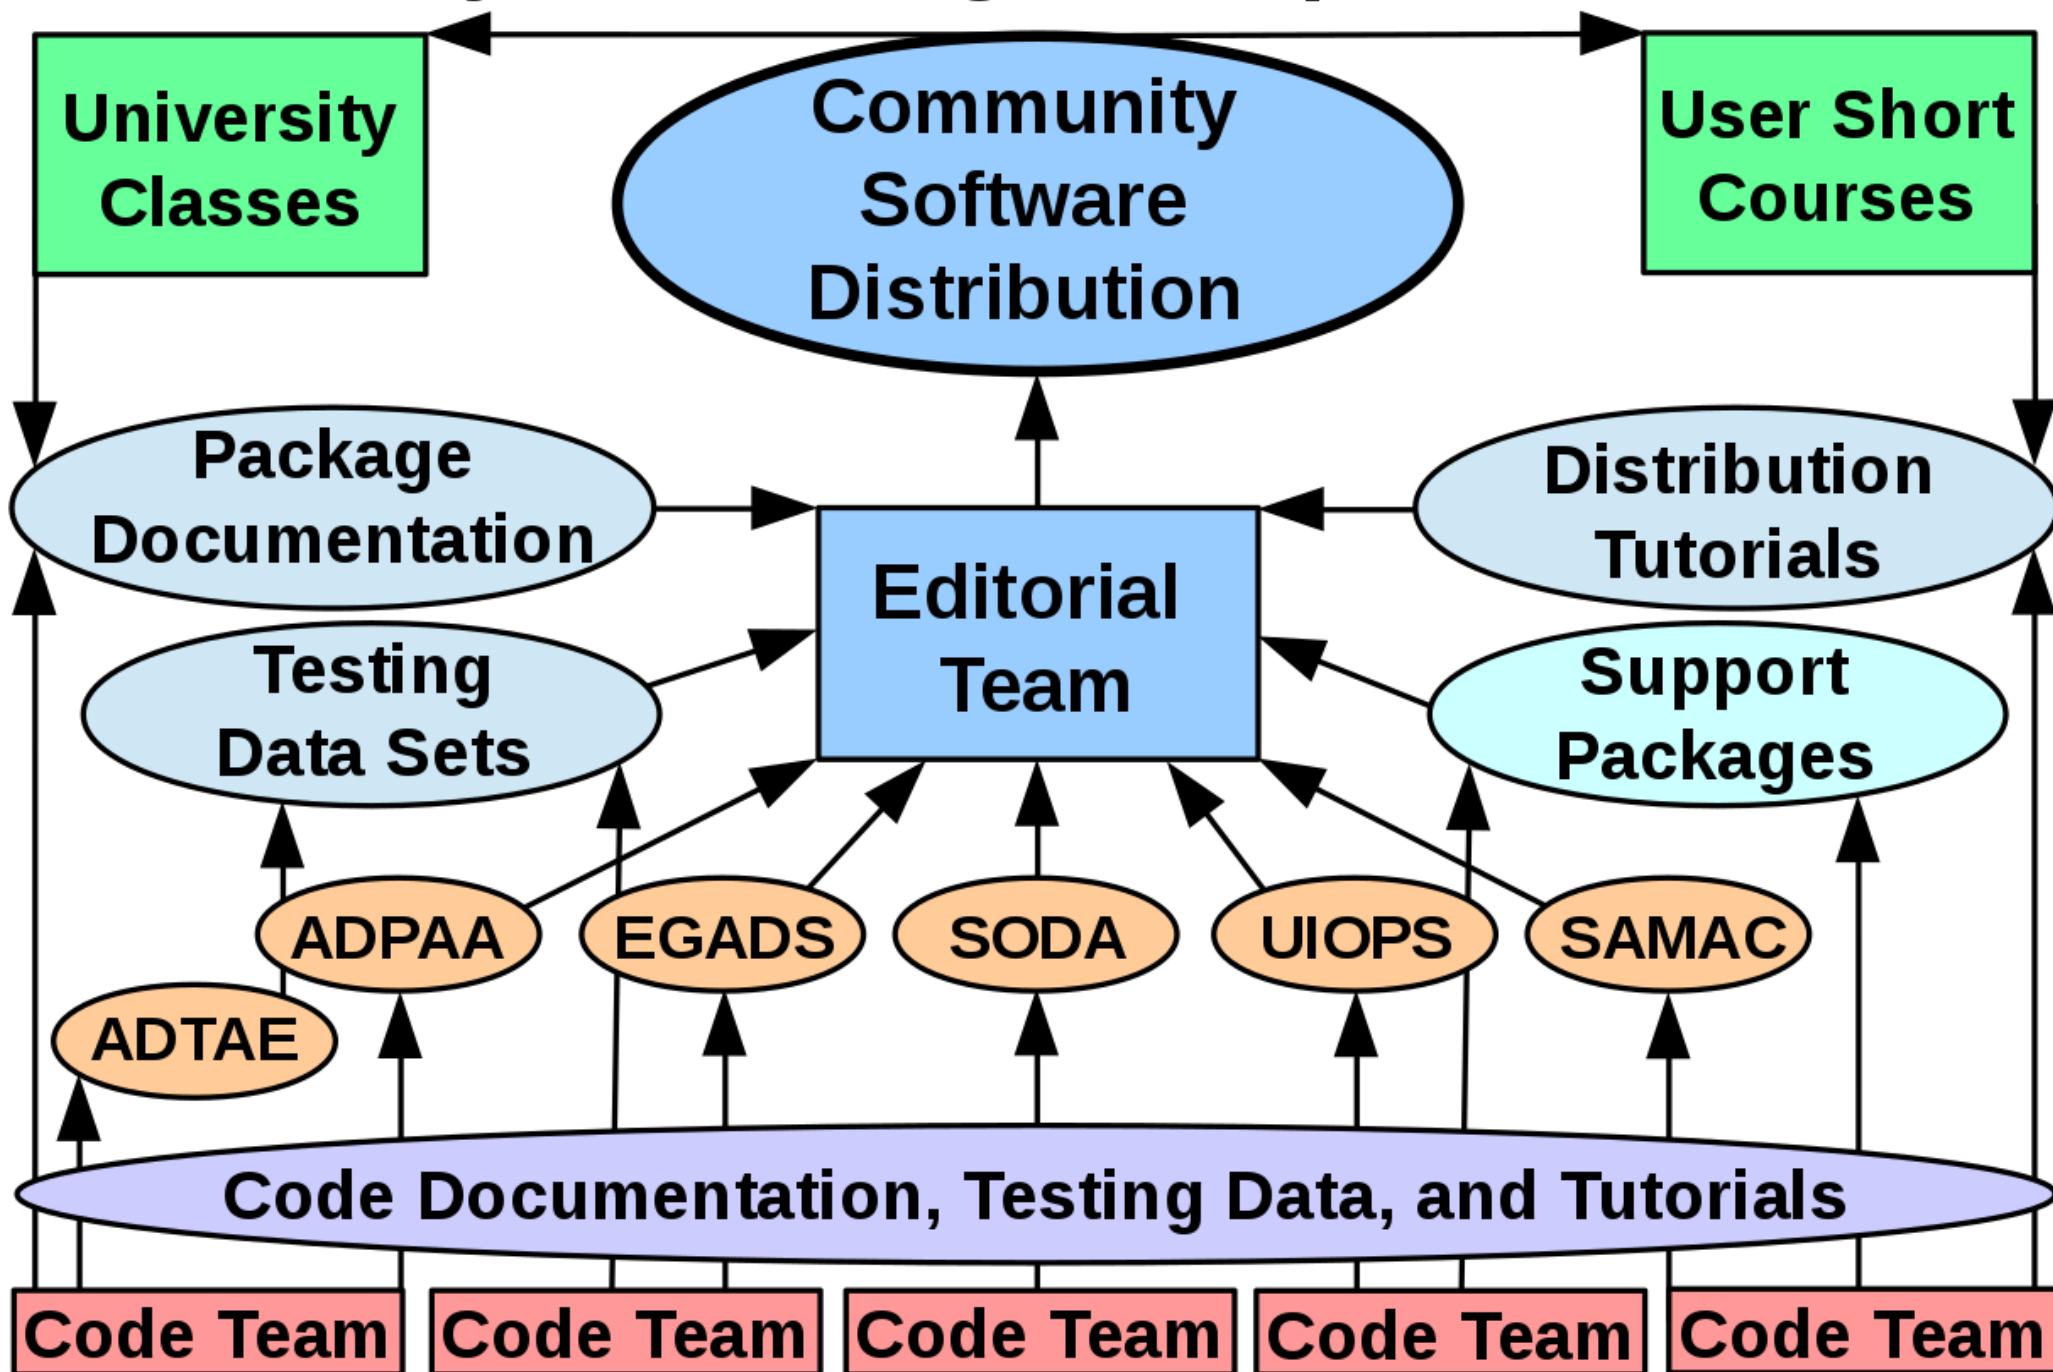 University
Classes
Community
Software
Distribution
User Short
Courses
Package
Documentation
Distribution
Tutorials
Editorial
Team
Testing
Data Sets
Support
Packages
ADPAA
EGADS
SODA
UIOPS
SAMAC
ADTAE
Code Documentation, Testing Data, and Tutorials
Code Team
Code Team
Code Team
Code Team
Code Team